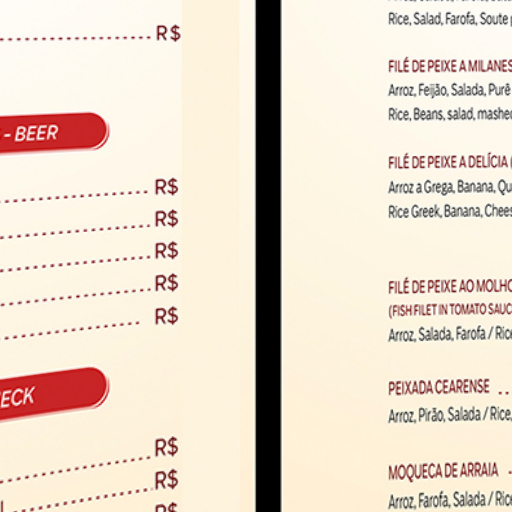 R$
- BEER
R$
R$
R$
R$
R$
ECK
R$
R$
R$
Rice, Salad, Farofa, Soute
FILÉ DE PEIXE A MILANES
Arroz, Feijão, Salada, Purê
Rice, Beans, salad, mashed
FILÉ DE PEIXE A DELÍCIA (
Arroz a Grega, Banana, Qu
Rice Greek, Banana, Chees
FILÉ DE PEIXE AO MOLHO
(FISH FILET IN TOMATO SAUC
Arroz, Salada, Farofa / Rice
PEIXADA CEARENSE
Arroz, Pirão, Salada / Rice,
MOQUECA DE ARRAIA -
Arroz, Farofa, Salada / Rice